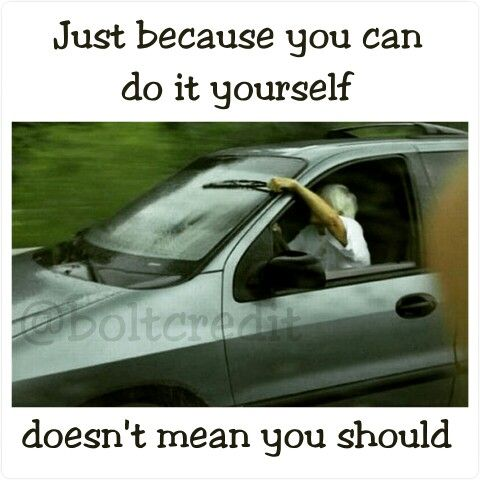 Just because you can
do it yourself
@boltcredit
doesn't mean you should